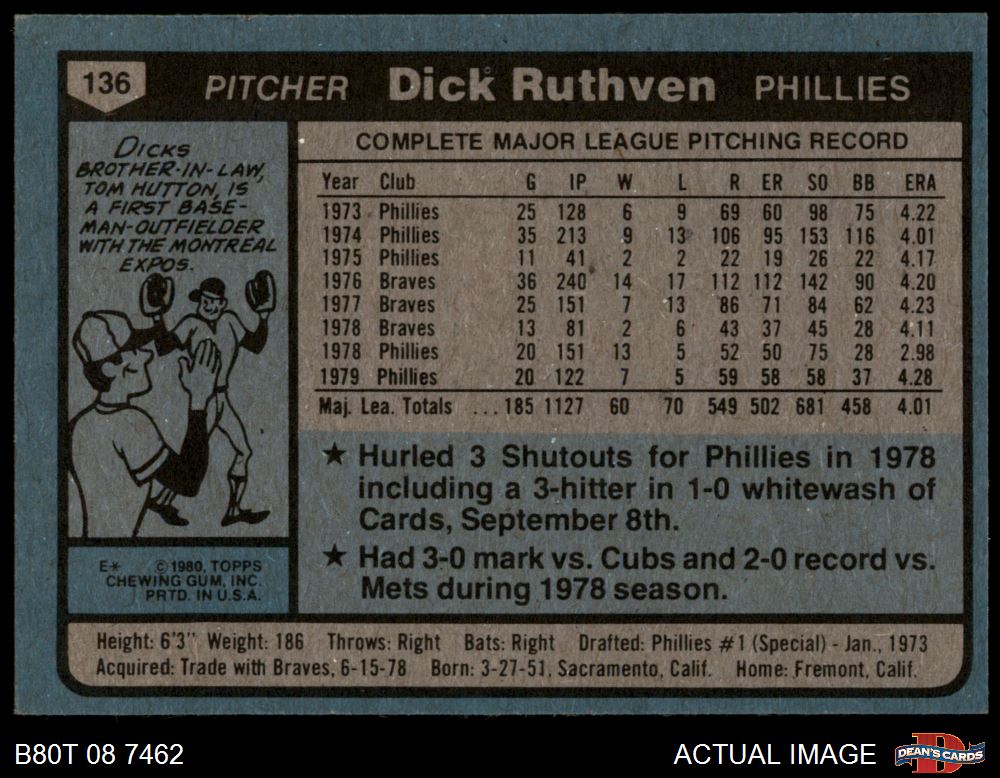 136 PITCHER Dick Ruthven PHILLIES
DICKS
BROTHER-IN-LAW,
TOM HUTTON, IS
A FIRST BASE-
MAN-OUTFIELDER
WITH THE MONTREAL
EXPOS.
COMPLETE MAJOR LEAGUE PITCHING RECORD
Year Club G IP W L R ER SO BB ERA
1973 Phillies 25 128 6 9 69 60 98 75 4.22
1974 Phillies 35 213 9 13 106 95 153 116 4.01
1975 Phillies 11 41 2 2 22 19 26 22 4.17
1976 Braves 36 240 14 17 112 112 142 90 4.20
1977 Braves 25 151 7 13 86 71 84 62 4.23
1978 Braves 13 81 2 6 43 37 45 28 4.11
1978 Phillies 20 151 13 5 52 50 75 28 2.98
1979 Phillies 20 122 7 5 59 58 58 37 4.28
Maj. Lea. Totals ...185 1127 60 70 549 502 681 458 4.01
★ Hurled 3 Shutouts for Phillies in 1978
including a 3-hitter in 1-0 whitewash of
Cards, September 8th.
★ Had 3-0 mark vs. Cubs and 2-0 record vs.
Mets during 1978 season.
E* © 1980, TOPPS
CHEWING GUM, INC.
PRTD. IN U.S.A.
Height: 6'3" Weight: 186 Throws: Right Bats: Right Drafted: Phillies #1 (Special) - Jan., 1973
Acquired: Trade with Braves, 6-15-78 Born: 3-27-51, Sacramento, Calif. Home: Fremont, Calif.
B80T 08 7462 ACTUAL IMAGE DEAN'S CARDS